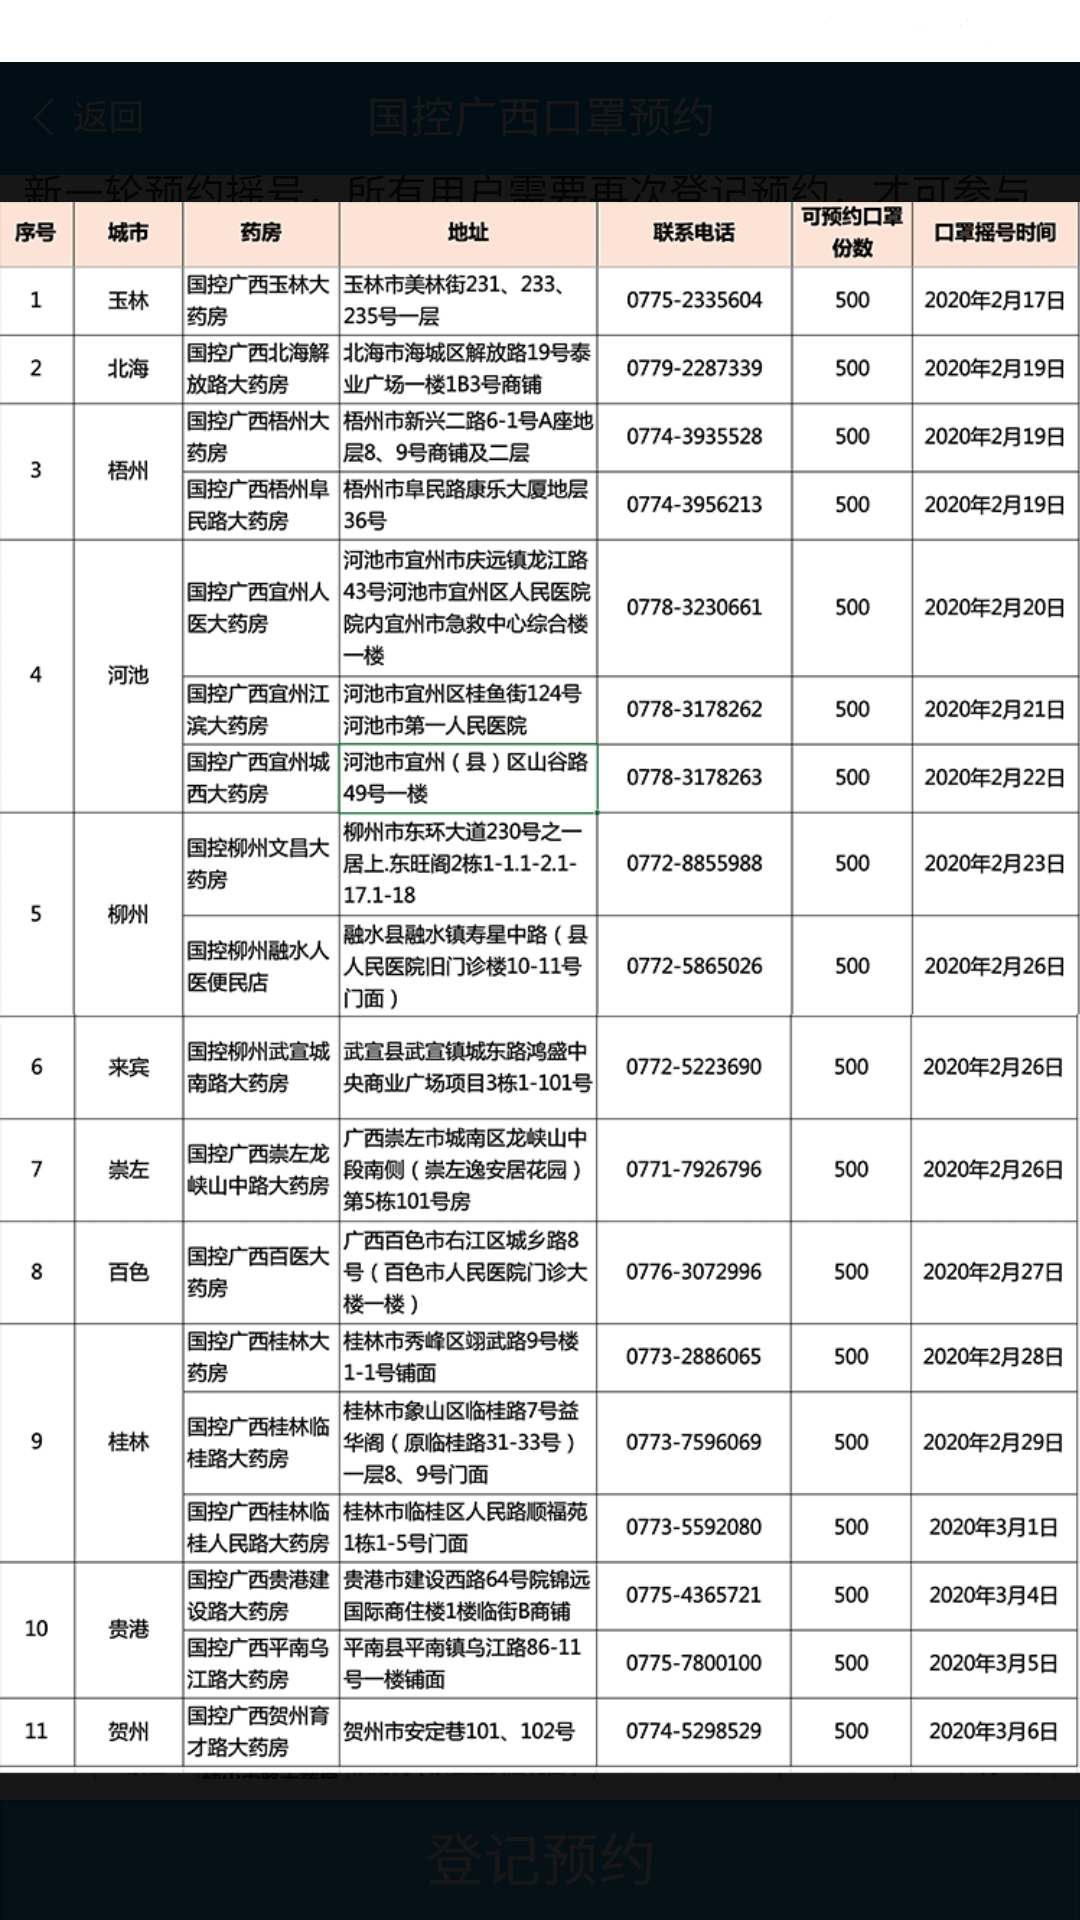 返回
国控广西口罩预约
新一轮预约摇号，所有用户需要再次登记预约，才可参与
序号 城市 药房 地址 联系电话 可预约口罩 口罩摇号时间
份数
1 玉林 国控广西玉林大 玉林市美林街231、233、 0775-2335604 500 2020年2月17日
药房 235号一层
2 北海 国控广西北海解 北海市海城区解放路19号泰 0779-2287339 500 2020年2月19日
放路大药房 业广场一楼1B3号商铺
3 梧州 国控广西梧州大 梧州市新兴二路6-1号A座地 0774-3935528 500 2020年2月19日
药房 层8、9号商铺及二层
国控广西梧州阜 梧州市阜民路康乐大厦地层 0774-3956213 500 2020年2月19日
民路大药房 36号
4 河池 国控广西宜州人 河池市宜州市庆远镇龙江路 0778-3230661 500 2020年2月20日
医大药房 43号河池市宜州区人民医院
院内宜州市急救中心综合楼
一楼
国控广西宜州江 河池市宜州区桂鱼街124号 0778-3178262 500 2020年2月21日
滨大药房 河池市第一人民医院
国控广西宜州城 河池市宜州（县）区山谷路 0778-3178263 500 2020年2月22日
西大药房 49号一楼
5 柳州 国控柳州文昌大 柳州市东环大道230号之一 0772-8855988 500 2020年2月23日
药房 居上.东旺阁2栋1-1.1-2.1-
17.1-18
国控柳州融水人 融水县融水镇寿星中路（县 0772-5865026 500 2020年2月26日
医便民店 人民医院旧门诊楼10-11号
门面）
6 来宾 国控柳州武宣城 武宣县武宣镇城东路鸿盛中 0772-5223690 500 2020年2月26日
南路大药房 央商业广场项目3栋1-101号
7 崇左 国控广西崇左龙 广西崇左市城南区龙峡山中 0771-7926796 500 2020年2月26日
峡山中路大药房 段南侧（崇左逸安居花园）
第5栋101号房
8 百色 国控广西百医大 广西百色市右江区城乡路8 0776-3072996 500 2020年2月27日
药房 号（百色市人民医院门诊大
楼一楼）
9 桂林 国控广西桂林大 桂林市秀峰区翊武路9号楼 0773-2886065 500 2020年2月28日
药房 1-1号铺面
国控广西桂林临 桂林市象山区临桂路7号益 0773-7596069 500 2020年2月29日
桂路大药房 华阁（原临桂路31-33号）
一层8、9号门面
国控广西桂林临 桂林市临桂区人民路顺福苑 0773-5592080 500 2020年3月1日
桂人民路大药房 1栋1-5号门面
10 贵港 国控广西贵港建 贵港市建设西路64号院锦远 0775-4365721 500 2020年3月4日
设路大药房 国际商住楼1楼临街B商铺
国控广西平南乌 平南县平南镇乌江路86-11 0775-7800100 500 2020年3月5日
江路大药房 号一楼铺面
11 贺州 国控广西贺州育 贺州市安定巷101、102号 0774-5298529 500 2020年3月6日
才路大药房
登记预约